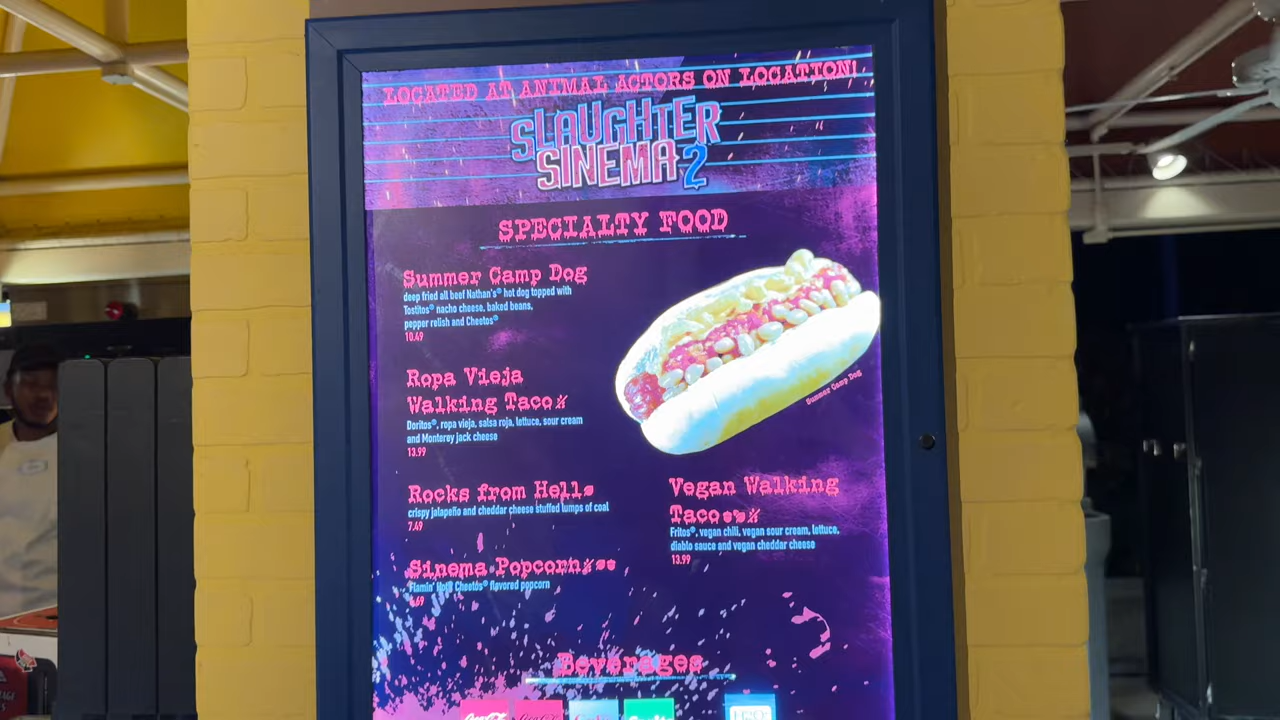 LOCATED AT ANIMAL ACTORS ON LOCATION!
SLAUGHTER
SINEMA 2
SPECIALTY FOOD
Summer Camp Dog
deep fried all beef Nathan's® hot dog topped with
Tostitos® nacho cheese, baked beans,
pepper relish and Cheetos®
10.49
Summer Camp Dog
Ropa Vieja
Walking Taco
Doritos®, ropa vieja, salsa roja, lettuce, sour cream
and Monterey jack cheese
13.99
Rocks from Hell
crispy jalapeño and cheddar cheese stuffed lumps of coal
7.49
Vegan Walking
Taco
Fritos®, vegan chili, vegan sour cream, lettuce,
diablo sauce and vegan cheddar cheese
13.99
Sinema Popcorn
Flamin' Hot® Cheetos® flavored popcorn
Beverages